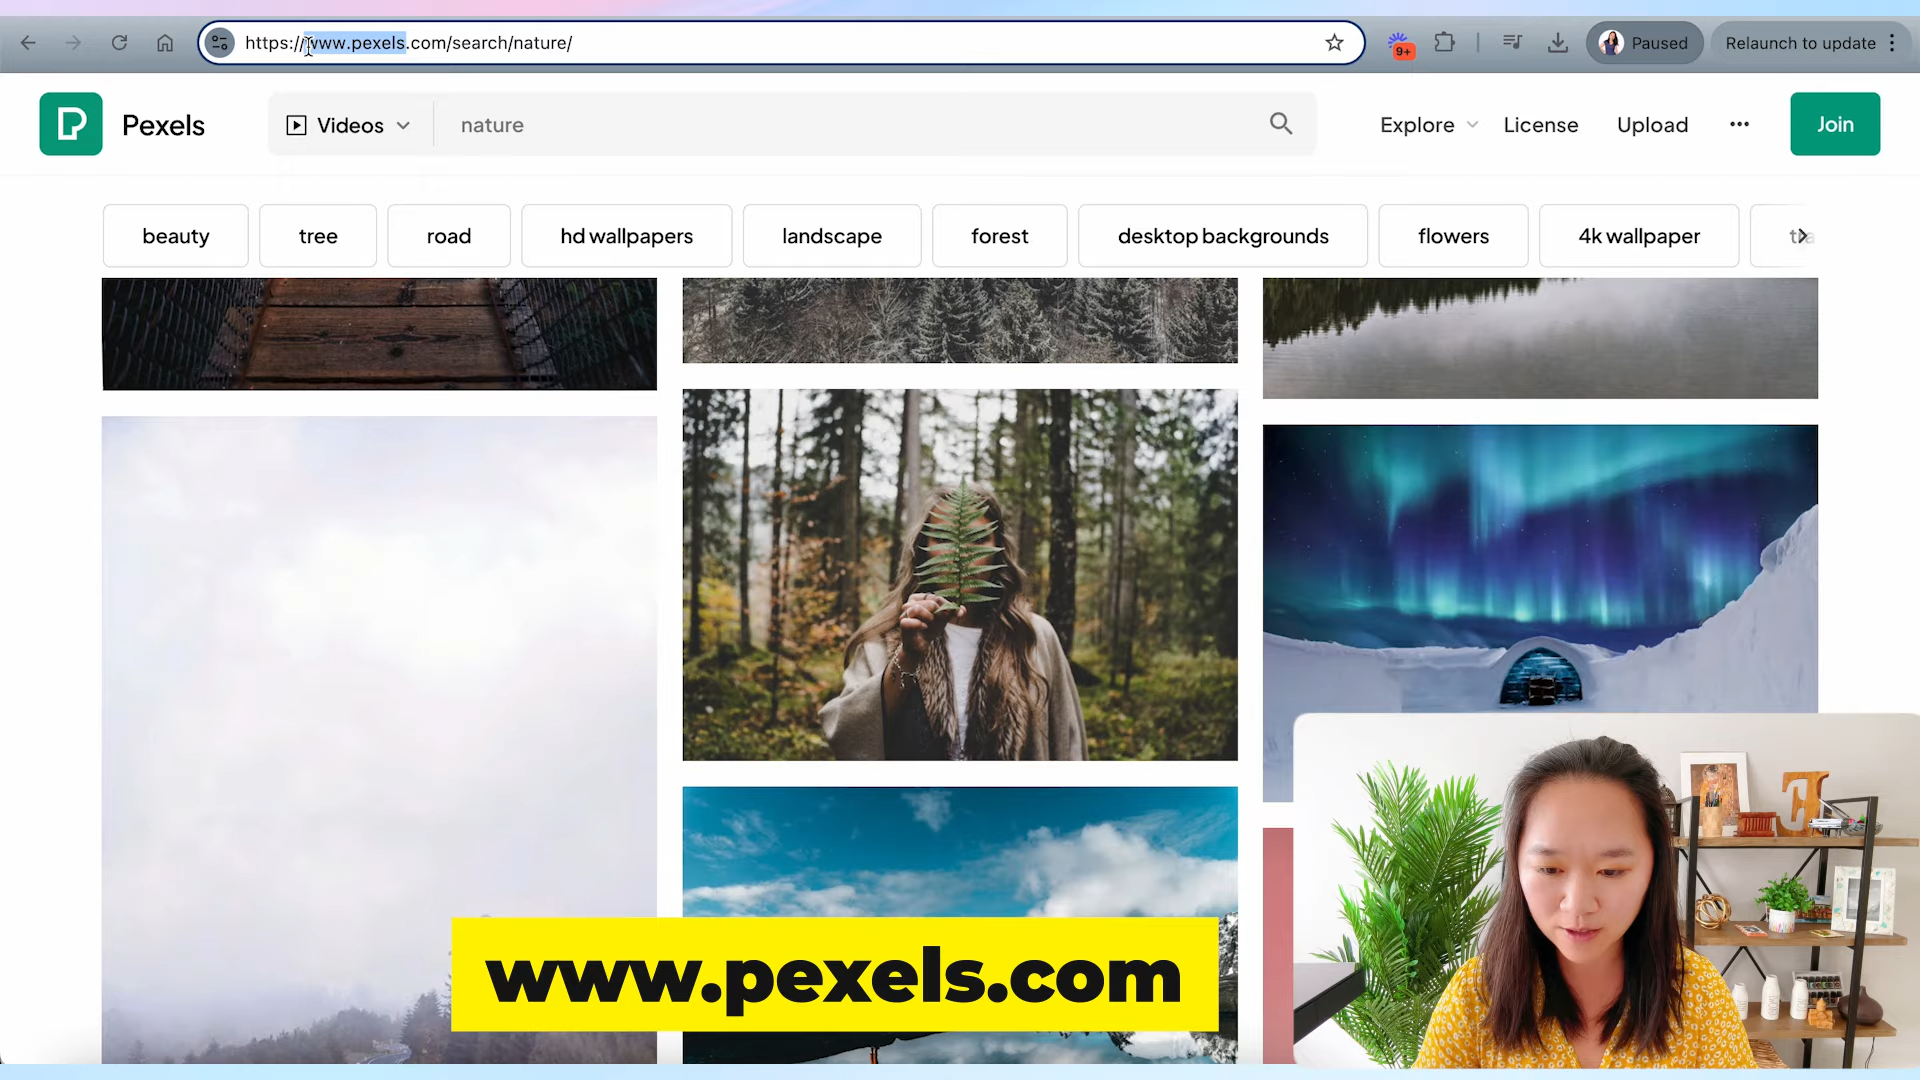 https://www.pexels.com/search/nature/
9+
Paused
Relaunch to update
Pexels
Videos
nature
Explore
License
Upload
Join
beauty
tree
road
hd wallpapers
landscape
forest
desktop backgrounds
flowers
4k wallpaper
www.pexels.com